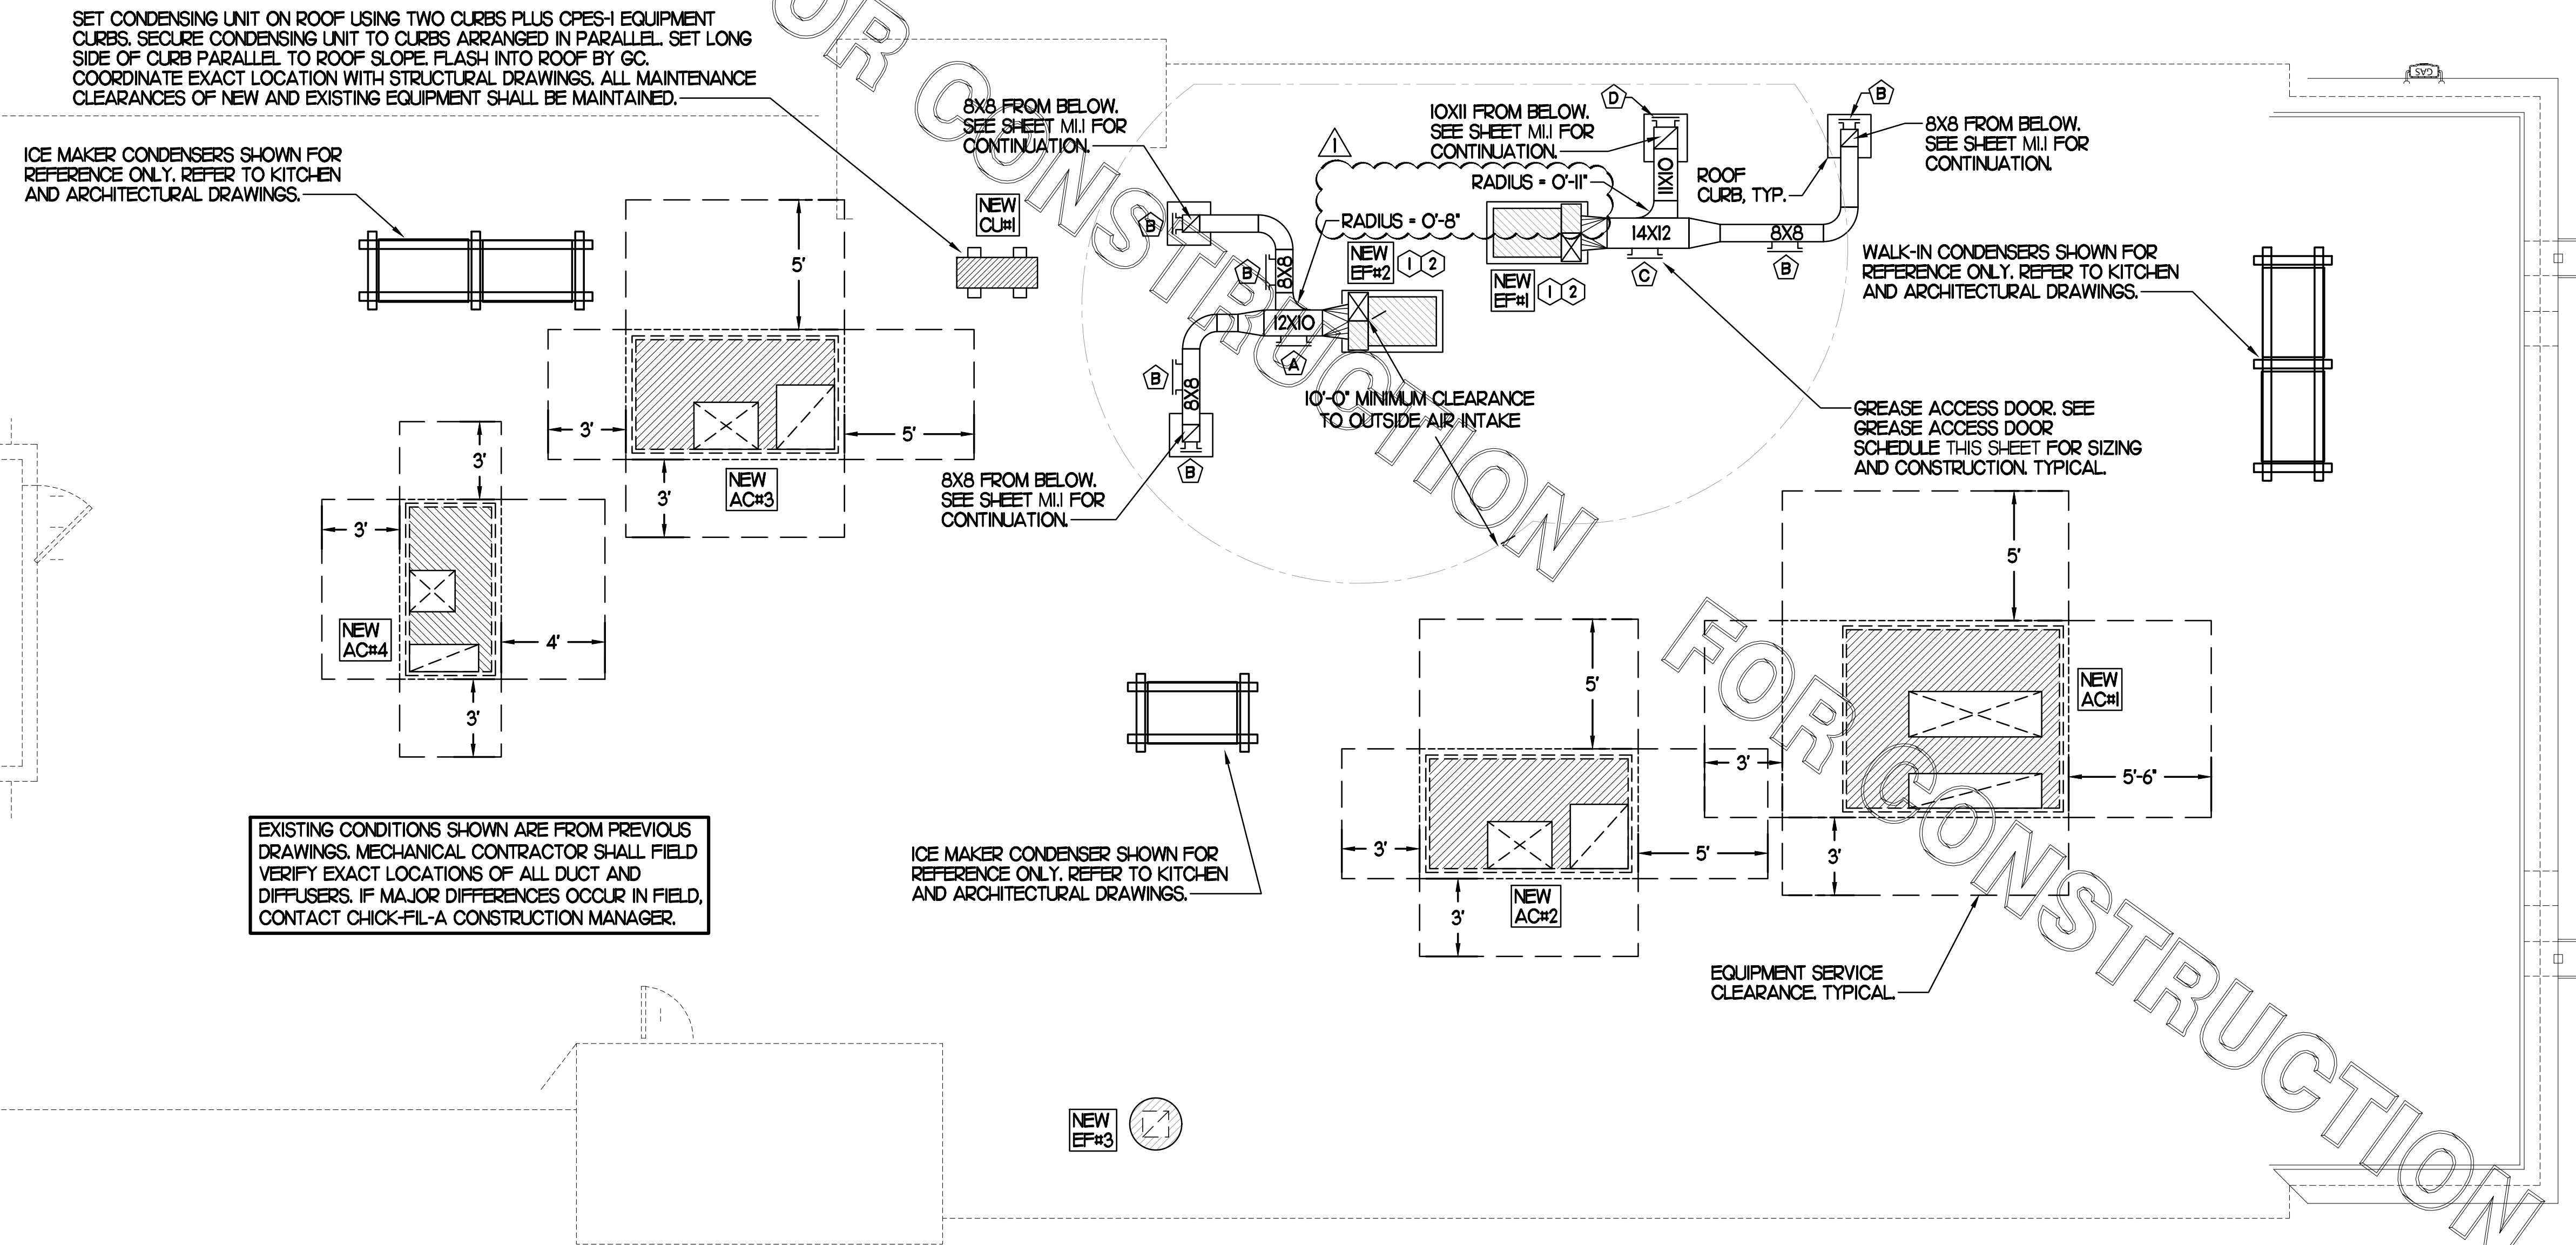 SET CONDENSING UNIT ON ROOF USING TWO CURBS PLUS CPES-1 EQUIPMENT
CURBS. SECURE CONDENSING UNIT TO CURBS ARRANGED IN PARALLEL. SET LONG
SIDE OF CURB PARALLEL TO ROOF SLOPE. FLASH INTO ROOF BY GC.
COORDINATE EXACT LOCATION WITH STRUCTURAL DRAWINGS. ALL MAINTENANCE
CLEARANCES OF NEW AND EXISTING EQUIPMENT SHALL BE MAINTAINED.
ICE MAKER CONDENSERS SHOWN FOR
REFERENCE ONLY. REFER TO KITCHEN
AND ARCHITECTURAL DRAWINGS.
OR CONSTRUCTION
8X8 FROM BELOW.
SEE SHEET M1.1 FOR
CONTINUATION.
NEW
CU#1
B
8X8
B
12X10
A
B
8X8
B
8X8 FROM BELOW.
SEE SHEET M1.1 FOR
CONTINUATION.
1
RADIUS = 0'-11"
RADIUS = 0'-8"
NEW
EF#2
1 2
NEW
EF#1
1 2
10X11 FROM BELOW.
SEE SHEET M1.1 FOR
CONTINUATION.
D
11X10
14X12
C
8X8
B
B
ROOF
CURB, TYP.
8X8 FROM BELOW.
SEE SHEET M1.1 FOR
CONTINUATION.
GAS
WALK-IN CONDENSERS SHOWN FOR
REFERENCE ONLY. REFER TO KITCHEN
AND ARCHITECTURAL DRAWINGS.
10'-0" MINIMUM CLEARANCE
TO OUTSIDE AIR INTAKE
GREASE ACCESS DOOR. SEE
GREASE ACCESS DOOR
SCHEDULE THIS SHEET FOR SIZING
AND CONSTRUCTION. TYPICAL.
5'
3'
5'
3'
NEW
AC#3
3'
3'
4'
3'
NEW
AC#4
EXISTING CONDITIONS SHOWN ARE FROM PREVIOUS
DRAWINGS. MECHANICAL CONTRACTOR SHALL FIELD
VERIFY EXACT LOCATIONS OF ALL DUCT AND
DIFFUSERS. IF MAJOR DIFFERENCES OCCUR IN FIELD,
CONTACT CHICK-FIL-A CONSTRUCTION MANAGER.
ICE MAKER CONDENSER SHOWN FOR
REFERENCE ONLY. REFER TO KITCHEN
AND ARCHITECTURAL DRAWINGS.
5'
3'
5'
3'
NEW
AC#2
5'
3'
5'-6"
3'
NEW
AC#1
EQUIPMENT SERVICE
CLEARANCE. TYPICAL.
FOR CONSTRUCTION
NEW
EF#3